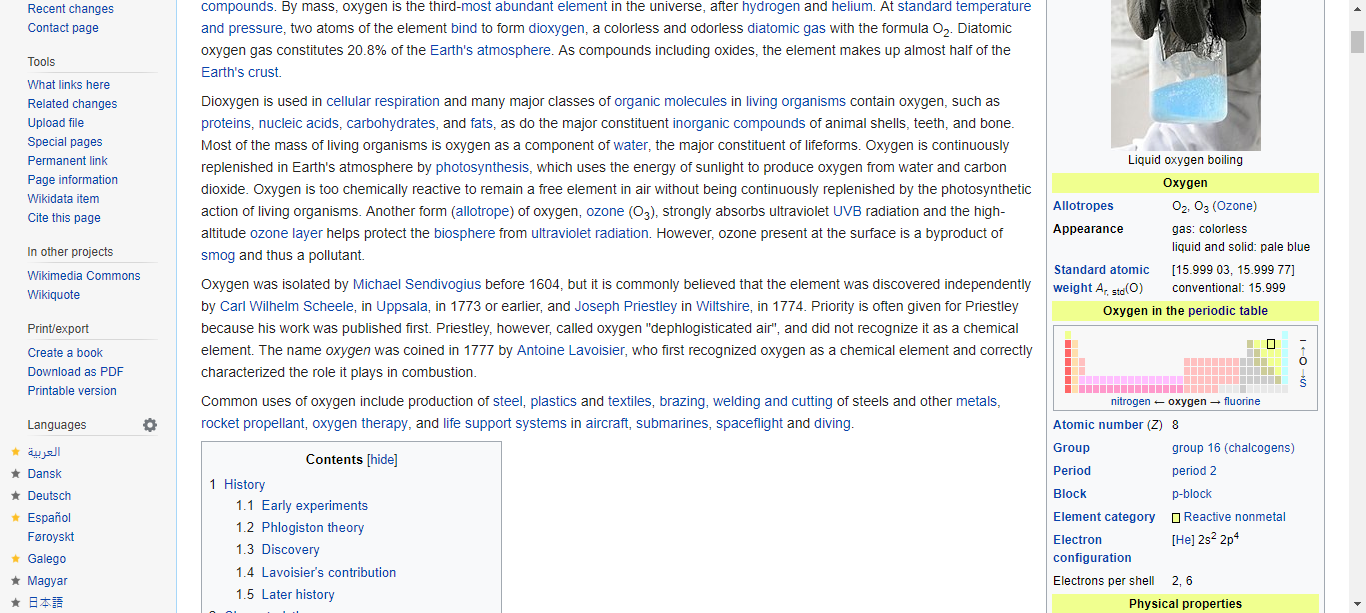 Recent changes
Contact page
Tools
What links here
Related changes
Upload file
Special pages
Permanent link
Page information
Wikidata item
Cite this page
In other projects
Wikimedia Commons
Wikiquote
Print/export
Create a book
Download as PDF
Printable version
Languages
العربية
Dansk
Deutsch
Español
Føroyskt
Galego
Magyar
日本語
compounds. By mass, oxygen is the third-most abundant element in the universe, after hydrogen and helium. At standard temperature
and pressure, two atoms of the element bind to form dioxygen, a colorless and odorless diatomic gas with the formula O2. Diatomic
oxygen gas constitutes 20.8% of the Earth's atmosphere. As compounds including oxides, the element makes up almost half of the
Earth's crust.
Dioxygen is used in cellular respiration and many major classes of organic molecules in living organisms contain oxygen, such as
proteins, nucleic acids, carbohydrates, and fats, as do the major constituent inorganic compounds of animal shells, teeth, and bone.
Most of the mass of living organisms is oxygen as a component of water, the major constituent of lifeforms. Oxygen is continuously
replenished in Earth's atmosphere by photosynthesis, which uses the energy of sunlight to produce oxygen from water and carbon
dioxide. Oxygen is too chemically reactive to remain a free element in air without being continuously replenished by the photosynthetic
action of living organisms. Another form (allotrope) of oxygen, ozone (O3), strongly absorbs ultraviolet UVB radiation and the high-
altitude ozone layer helps protect the biosphere from ultraviolet radiation. However, ozone present at the surface is a byproduct of
smog and thus a pollutant.
Oxygen was isolated by Michael Sendivogius before 1604, but it is commonly believed that the element was discovered independently
by Carl Wilhelm Scheele, in Uppsala, in 1773 or earlier, and Joseph Priestley in Wiltshire, in 1774. Priority is often given for Priestley
because his work was published first. Priestley, however, called oxygen "dephlogisticated air", and did not recognize it as a chemical
element. The name oxygen was coined in 1777 by Antoine Lavoisier, who first recognized oxygen as a chemical element and correctly
characterized the role it plays in combustion.
Common uses of oxygen include production of steel, plastics and textiles, brazing, welding and cutting of steels and other metals,
rocket propellant, oxygen therapy, and life support systems in aircraft, submarines, spaceflight and diving.
Contents [hide]
1 History
1.1 Early experiments
1.2 Phlogiston theory
1.3 Discovery
1.4 Lavoisier's contribution
1.5 Later history
Liquid oxygen boiling
Oxygen
Allotropes O2, O3 (Ozone)
Appearance gas: colorless
liquid and solid: pale blue
Standard atomic [15.999 03, 15.999 77]
weight Ar, std(O) conventional: 15.999
Oxygen in the periodic table
–
↑
O
↓
S
nitrogen ← oxygen → fluorine
Atomic number (Z) 8
Group group 16 (chalcogens)
Period period 2
Block p-block
Element category Reactive nonmetal
Electron [He] 2s2 2p4
configuration
Electrons per shell 2, 6
Physical properties